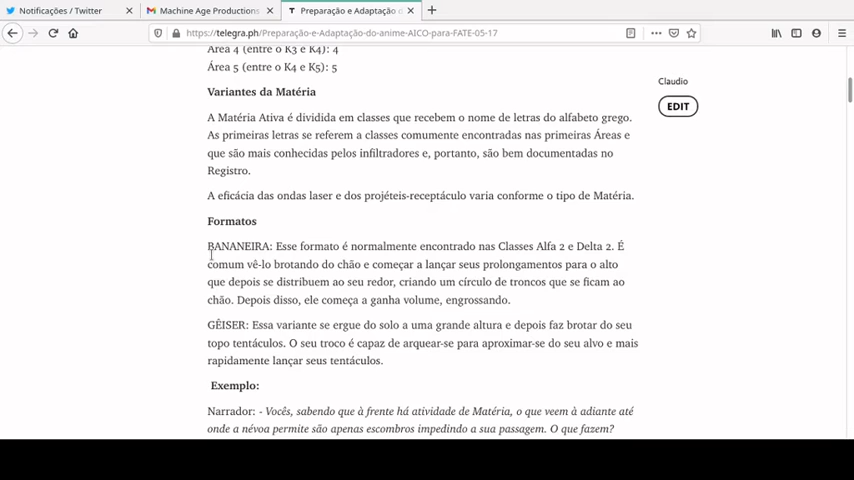 Notificações / Twitter
Machine Age Productions
Preparação e Adaptação d
https://telegra.ph/Preparação-e-Adaptação-do-anime-AICO-para-FATE-05-17
Área 4 (entre o K3 e K4): 4
Área 5 (entre o K4 e K5): 5
Claudio
EDIT
Variantes da Matéria
A Matéria Ativa é dividida em classes que recebem o nome de letras do alfabeto grego.
As primeiras letras se referem a classes comumente encontradas nas primeiras Áreas e
que são mais conhecidas pelos infiltradores e, portanto, são bem documentadas no
Registro.
A eficácia das ondas laser e dos projéteis-receptáculo varia conforme o tipo de Matéria.
Formatos
BANANEIRA: Esse formato é normalmente encontrado nas Classes Alfa 2 e Delta 2. É
comum vê-lo brotando do chão e começar a lançar seus prolongamentos para o alto
que depois se distribuem ao seu redor, criando um círculo de troncos que se ficam ao
chão. Depois disso, ele começa a ganha volume, engrossando.
GÊISER: Essa variante se ergue do solo a uma grande altura e depois faz brotar do seu
topo tentáculos. O seu troco é capaz de arquear-se para aproximar-se do seu alvo e mais
rapidamente lançar seus tentáculos.
Exemplo:
Narrador: - Vocês, sabendo que à frente há atividade de Matéria, o que veem à adiante até
onde a névoa permite são apenas escombros impedindo a sua passagem. O que fazem?